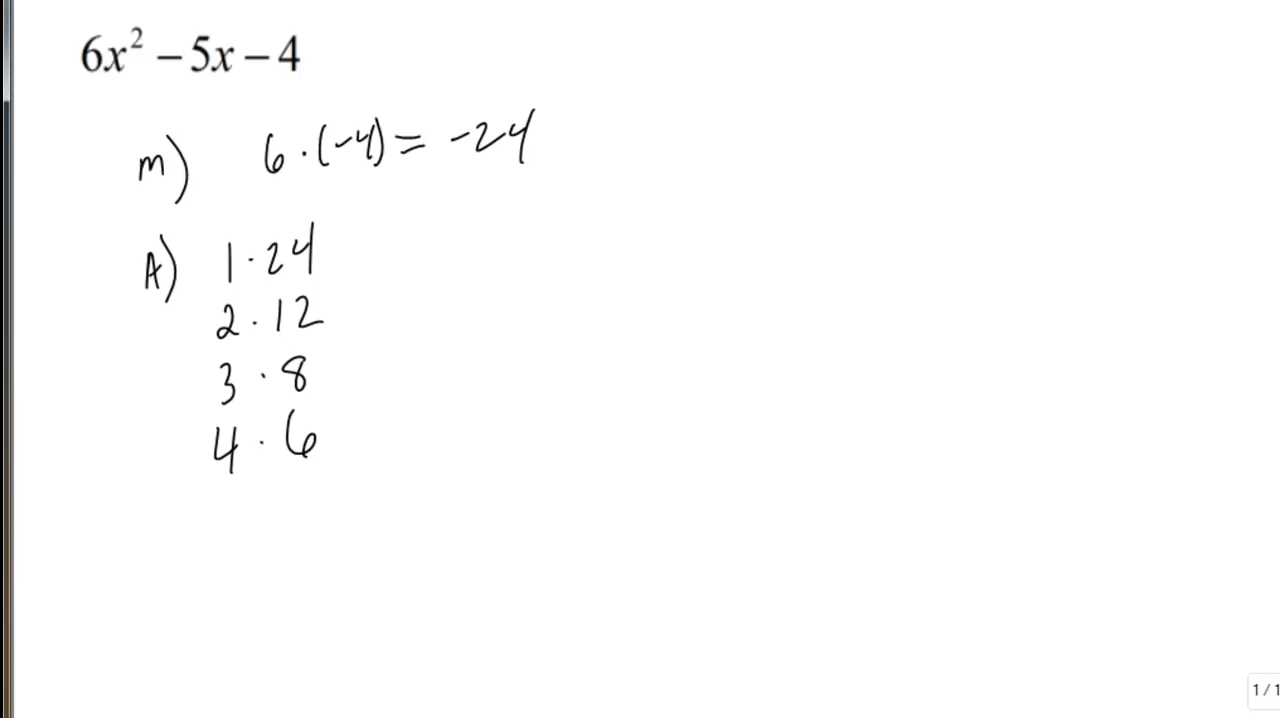 6x² – 5x – 4
m) 6 · (-4) = -24
A) 1 · 24
2 · 12
3 · 8
4 · 6
1 / 1